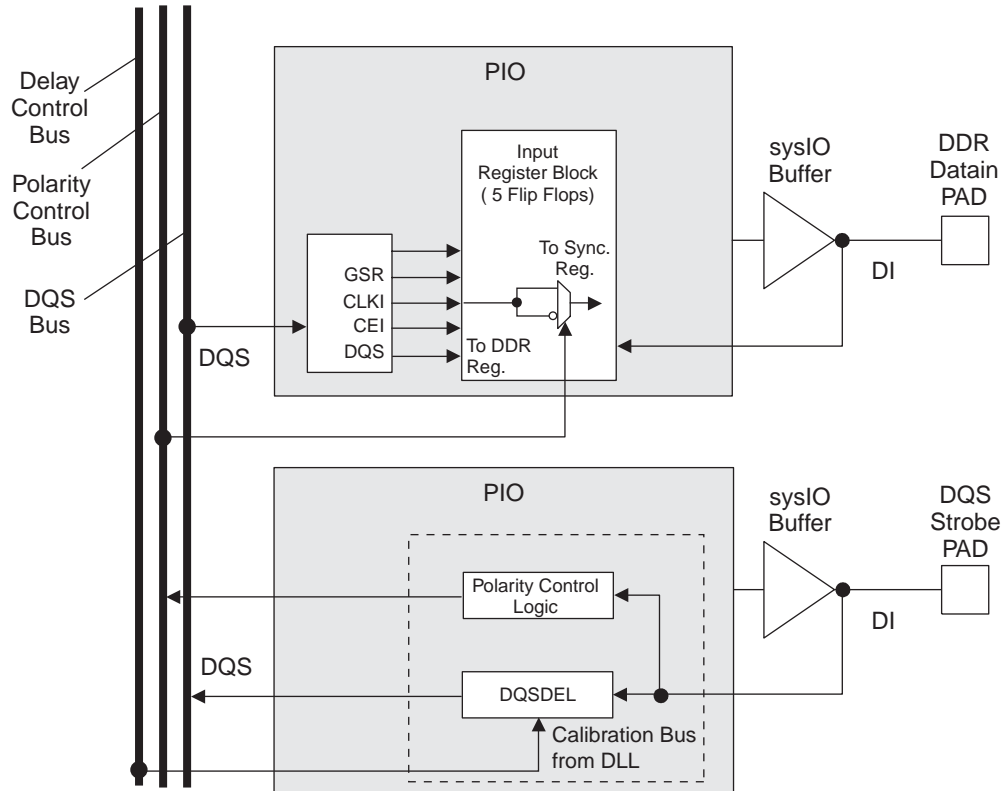 Delay
Control
Bus
Polarity
Control
Bus
DQS
Bus
DQS
PIO
Input
Register Block
( 5 Flip Flops)
To Sync.
Reg.
GSR
CLKI
CEI
DQS
To DDR
Reg.
sysIO
Buffer
DDR
Datain
PAD
DI
PIO
Polarity Control
Logic
DQS
DQSDEL
Calibration Bus
from DLL
sysIO
Buffer
DQS
Strobe
PAD
DI